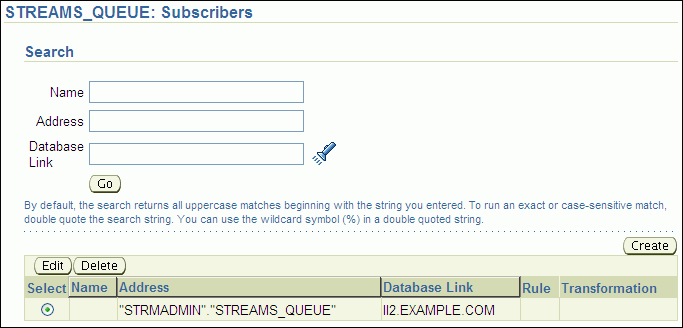 STREAMS_QUEUE: Subscribers
Search
Name
Address
Database
Link
Go
By default, the search returns all uppercase matches beginning with the string you entered. To run an exact or case-sensitive match,
double quote the search string. You can use the wildcard symbol (%) in a double quoted string.
Create
Edit Delete
Select Name Address Database Link Rule Transformation
"STRMADMIN"."STREAMS_QUEUE" II2.EXAMPLE.COM